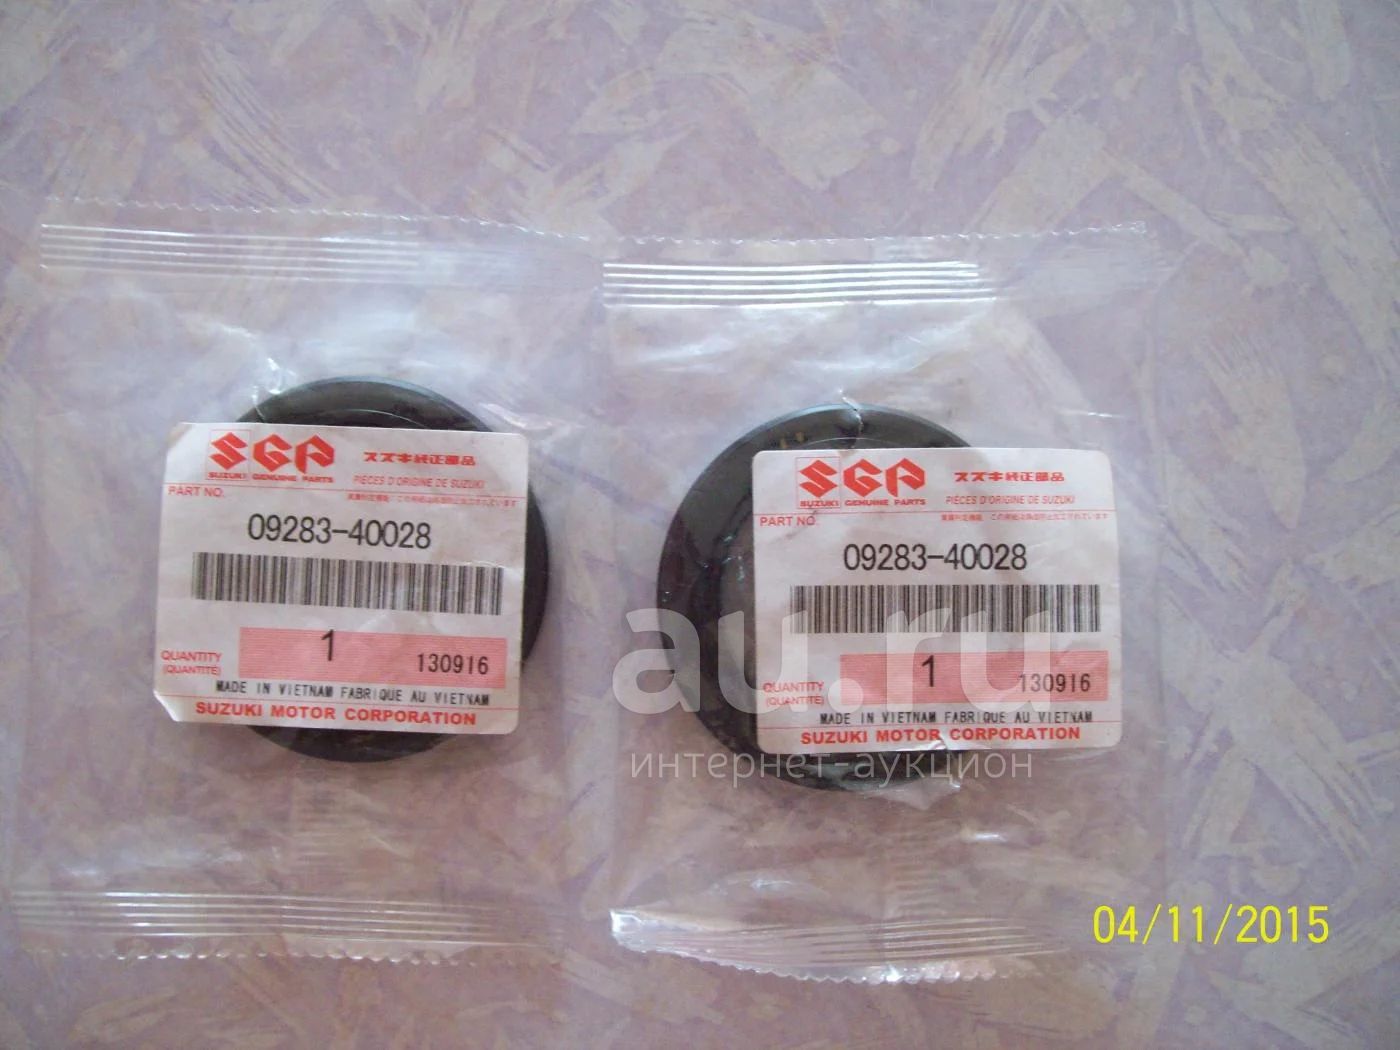 SGP スズキ純正部品
SUZUKI GENUINE PARTS PIÈCES D'ORIGINE DE SUZUKI
PART NO.
09283-40028
QUANTITY
(QUANTITÉ)
1 130916
MADE IN VIETNAM FABRIQUE AU VIETNAM
SUZUKI MOTOR CORPORATION
SGP スズキ純正部品
SUZUKI GENUINE PARTS PIÈCES D'ORIGINE DE SUZUKI
PART NO.
09283-40028
QUANTITY
(QUANTITÉ)
1 130916
MADE IN VIETNAM FABRIQUE AU VIETNAM
SUZUKI MOTOR CORPORATION
au.ru
интернет-аукцион
04/11/2015